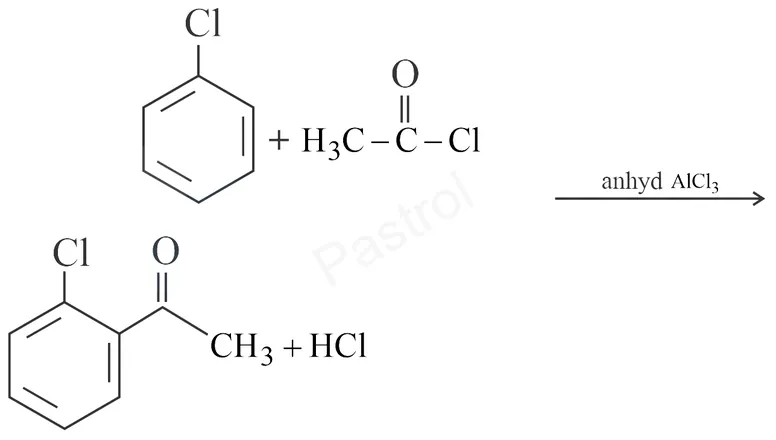 Cl
O
+ H₃C – C – Cl
anhyd AlCl₃
Pastrol
Cl
O
CH₃ + HCl